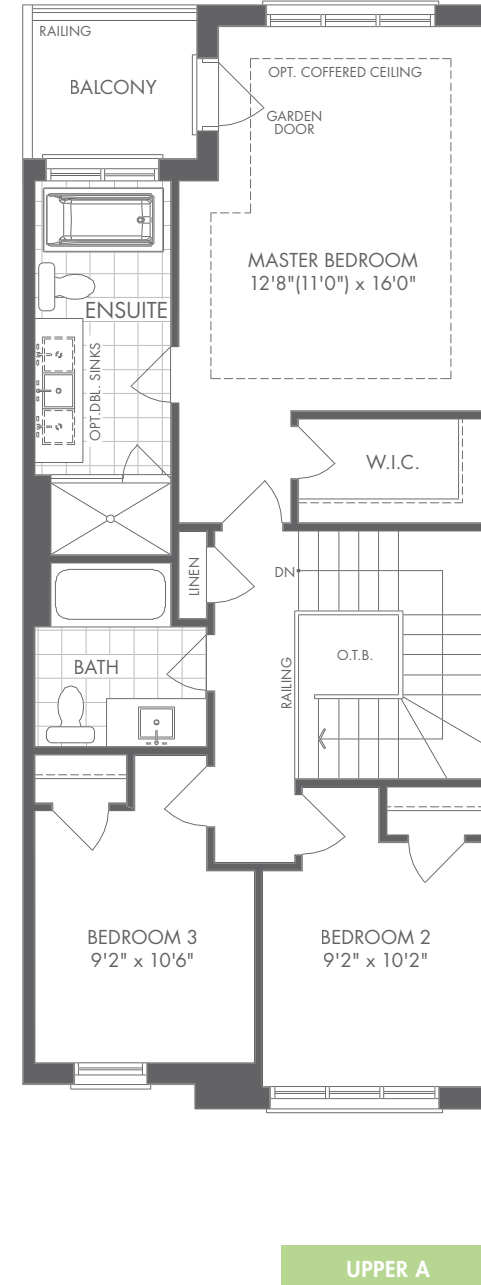 RAILING
BALCONY
OPT. COFFERED CEILING
GARDEN
DOOR
MASTER BEDROOM
12'8"(11'0") x 16'0"
ENSUITE
OPT.DBL. SINKS
W.I.C.
LINEN
DN
BATH
O.T.B.
RAILING
BEDROOM 3
9'2" x 10'6"
BEDROOM 2
9'2" x 10'2"
UPPER A